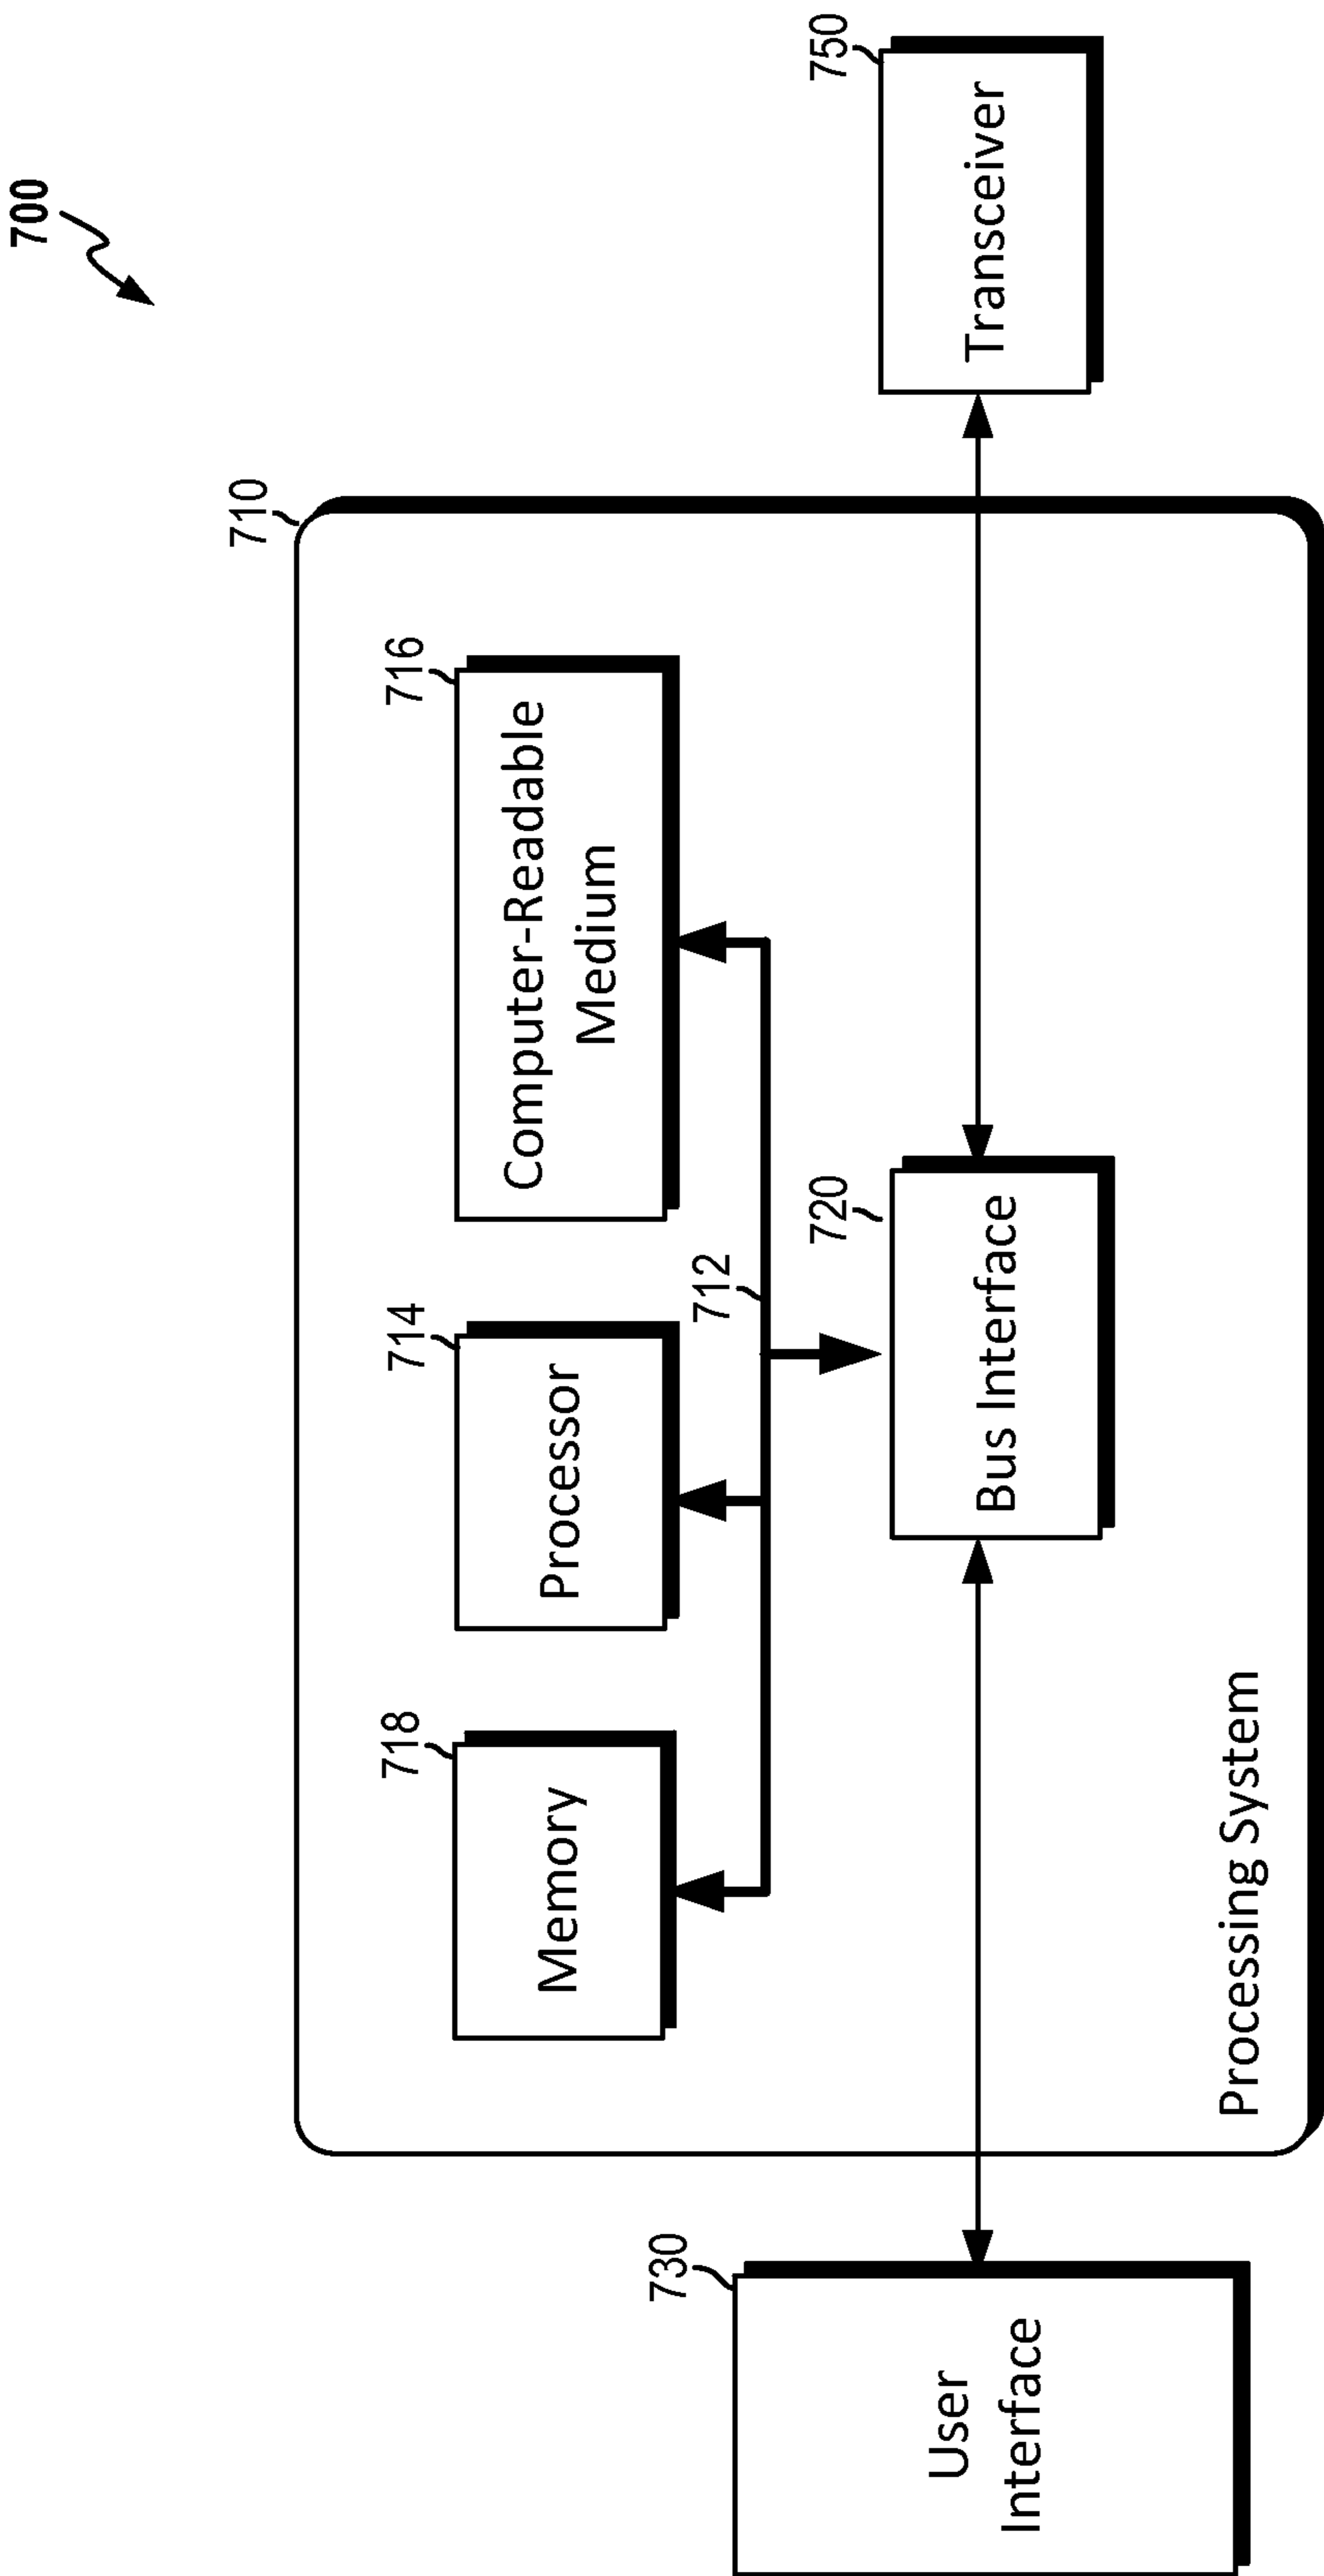 700
710
718
Memory
714
Processor
716
Computer-Readable
Medium
712
730
User
Interface
720
Bus Interface
750
Transceiver
Processing System